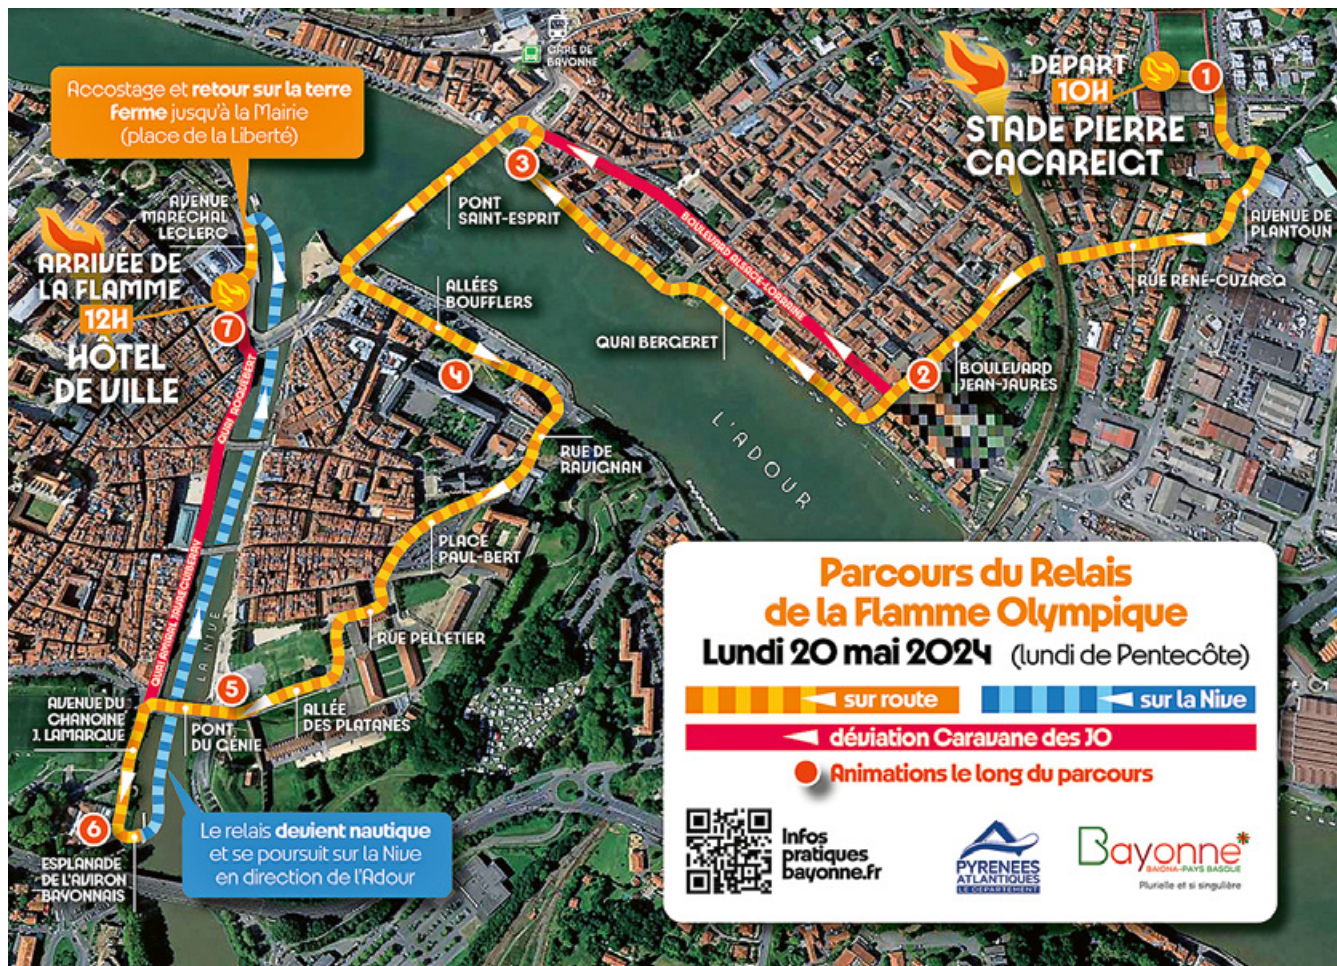 GARE DE
BAYONNE
DÉPART
10H
1
STADE PIERRE
CACAREIGT
Accostage et retour sur la terre
ferme jusqu'à la Mairie
(place de la Liberté)
AVENUE
MARÉCHAL
LECLERC
ARRIVÉE DE
LA FLAMME
12H
7
HÔTEL
DE VILLE
3
PONT
SAINT-ESPRIT
BOULEVARD ALSACE-LORRAINE
AVENUE DE
PLANTOUN
RUE RENÉ-CUZACQ
ALLÉES
BOUFFLERS
QUAI BERGERET
2
BOULEVARD
JEAN-JAURÈS
4
L'ADOUR
QUAI ROQUEBERT
RUE DE
RAVIGNAN
PLACE
PAUL-BERT
QUAI AMIRAL JAUREGUIBERRY
LA NIVE
RUE PELLETIER
5
ALLÉE
DES PLATANES
AVENUE DU
CHANOINE
J. LAMARQUE
PONT
DU GÉNIE
6
ESPLANADE
DE L'AVIRON
BAYONNAIS
Le relais devient nautique
et se poursuit sur la Nive
en direction de l'Adour
Parcours du Relais
de la Flamme Olympique
Lundi 20 mai 2024 (lundi de Pentecôte)
sur route
sur la Nive
déviation Caravane des JO
Animations le long du parcours
Infos
pratiques
bayonne.fr
PYRÉNÉES
ATLANTIQUES
LE DÉPARTEMENT
Bayonne
BAIONA-PAYS BASQUE
Plurielle et si singulière